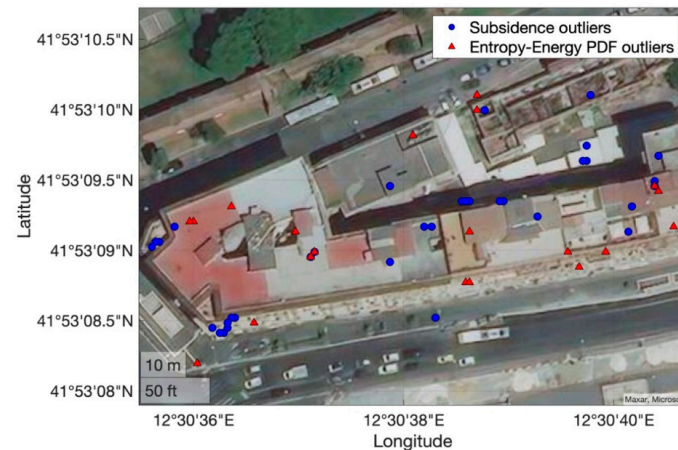 Subsidence outliers
Entropy-Energy PDF outliers
41°53'10.5"N
41°53'10"N
41°53'09.5"N
41°53'09"N
41°53'08.5"N
41°53'08"N
Latitude
10 m
50 ft
Maxar, Microso
12°30'36"E
12°30'38"E
12°30'40"E
Longitude